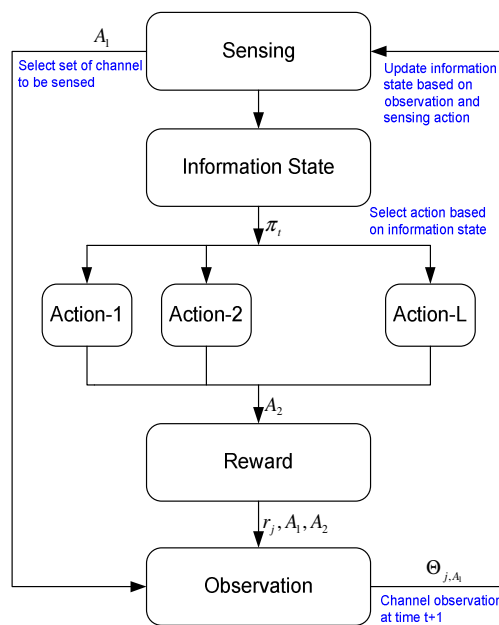 A₁
Sensing
Select set of channel
to be sensed
Update information
state based on
observation and
sensing action
Information State
Select action based
on information state
πₜ
Action-1
Action-2
Action-L
A₂
Reward
rⱼ, A₁, A₂
Observation
Θⱼ,A₁
Channel observation
at time t+1